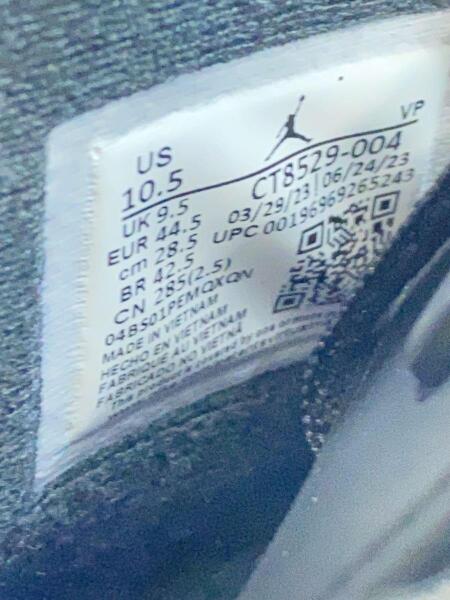 VP
US
10.5
CT8529-004
UK 9.5
03/29/23 | 06/24/23
EUR 44.5
UPC 00196969265243
cm 28.5
BR 42.5
CN 285(2.5)
04BS01PEMQXQN
MADE IN VIETNAM
HECHO EN VIETNAM
FABRIQUÉ AU VIETNAM
FABRICADO NO VIETNÃ